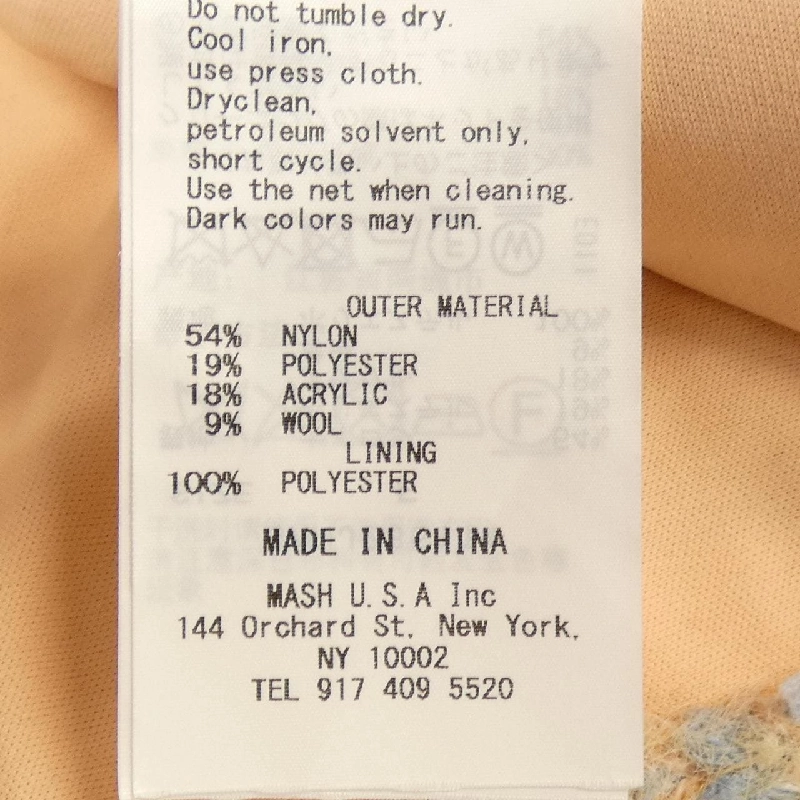 Do not tumble dry.
Cool iron,
use press cloth.
Dryclean,
petroleum solvent only,
short cycle.
Use the net when cleaning.
Dark colors may run.
OUTER MATERIAL
54% NYLON
19% POLYESTER
18% ACRYLIC
9% WOOL
LINING
100% POLYESTER
MADE IN CHINA
MASH U.S.A Inc
144 Orchard St, New York,
NY 10002
TEL 917 409 5520